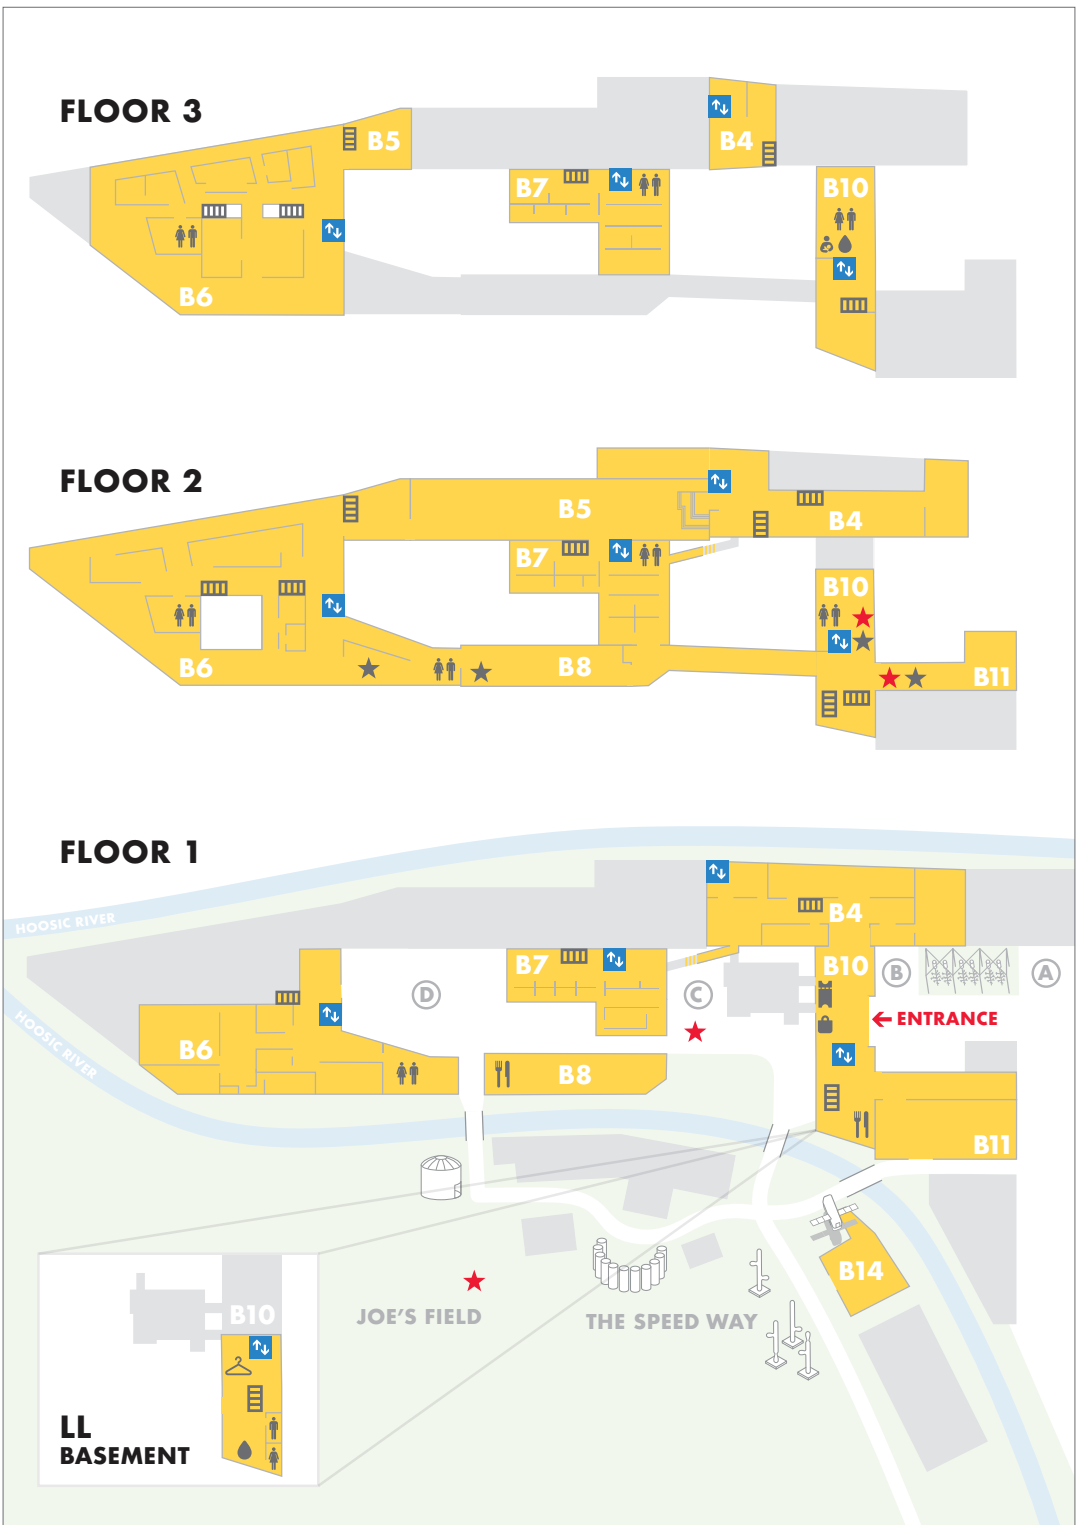 FLOOR 3
B5
B4
B7
B10
B6
FLOOR 2
B5
B4
B7
B10
B6
B8
B11
FLOOR 1
HOOSIC RIVER
B4
B7
B10
B
A
D
C
ENTRANCE
HOOSIC RIVER
B6
B8
B11
B14
JOE'S FIELD
THE SPEED WAY
B10
LL
BASEMENT